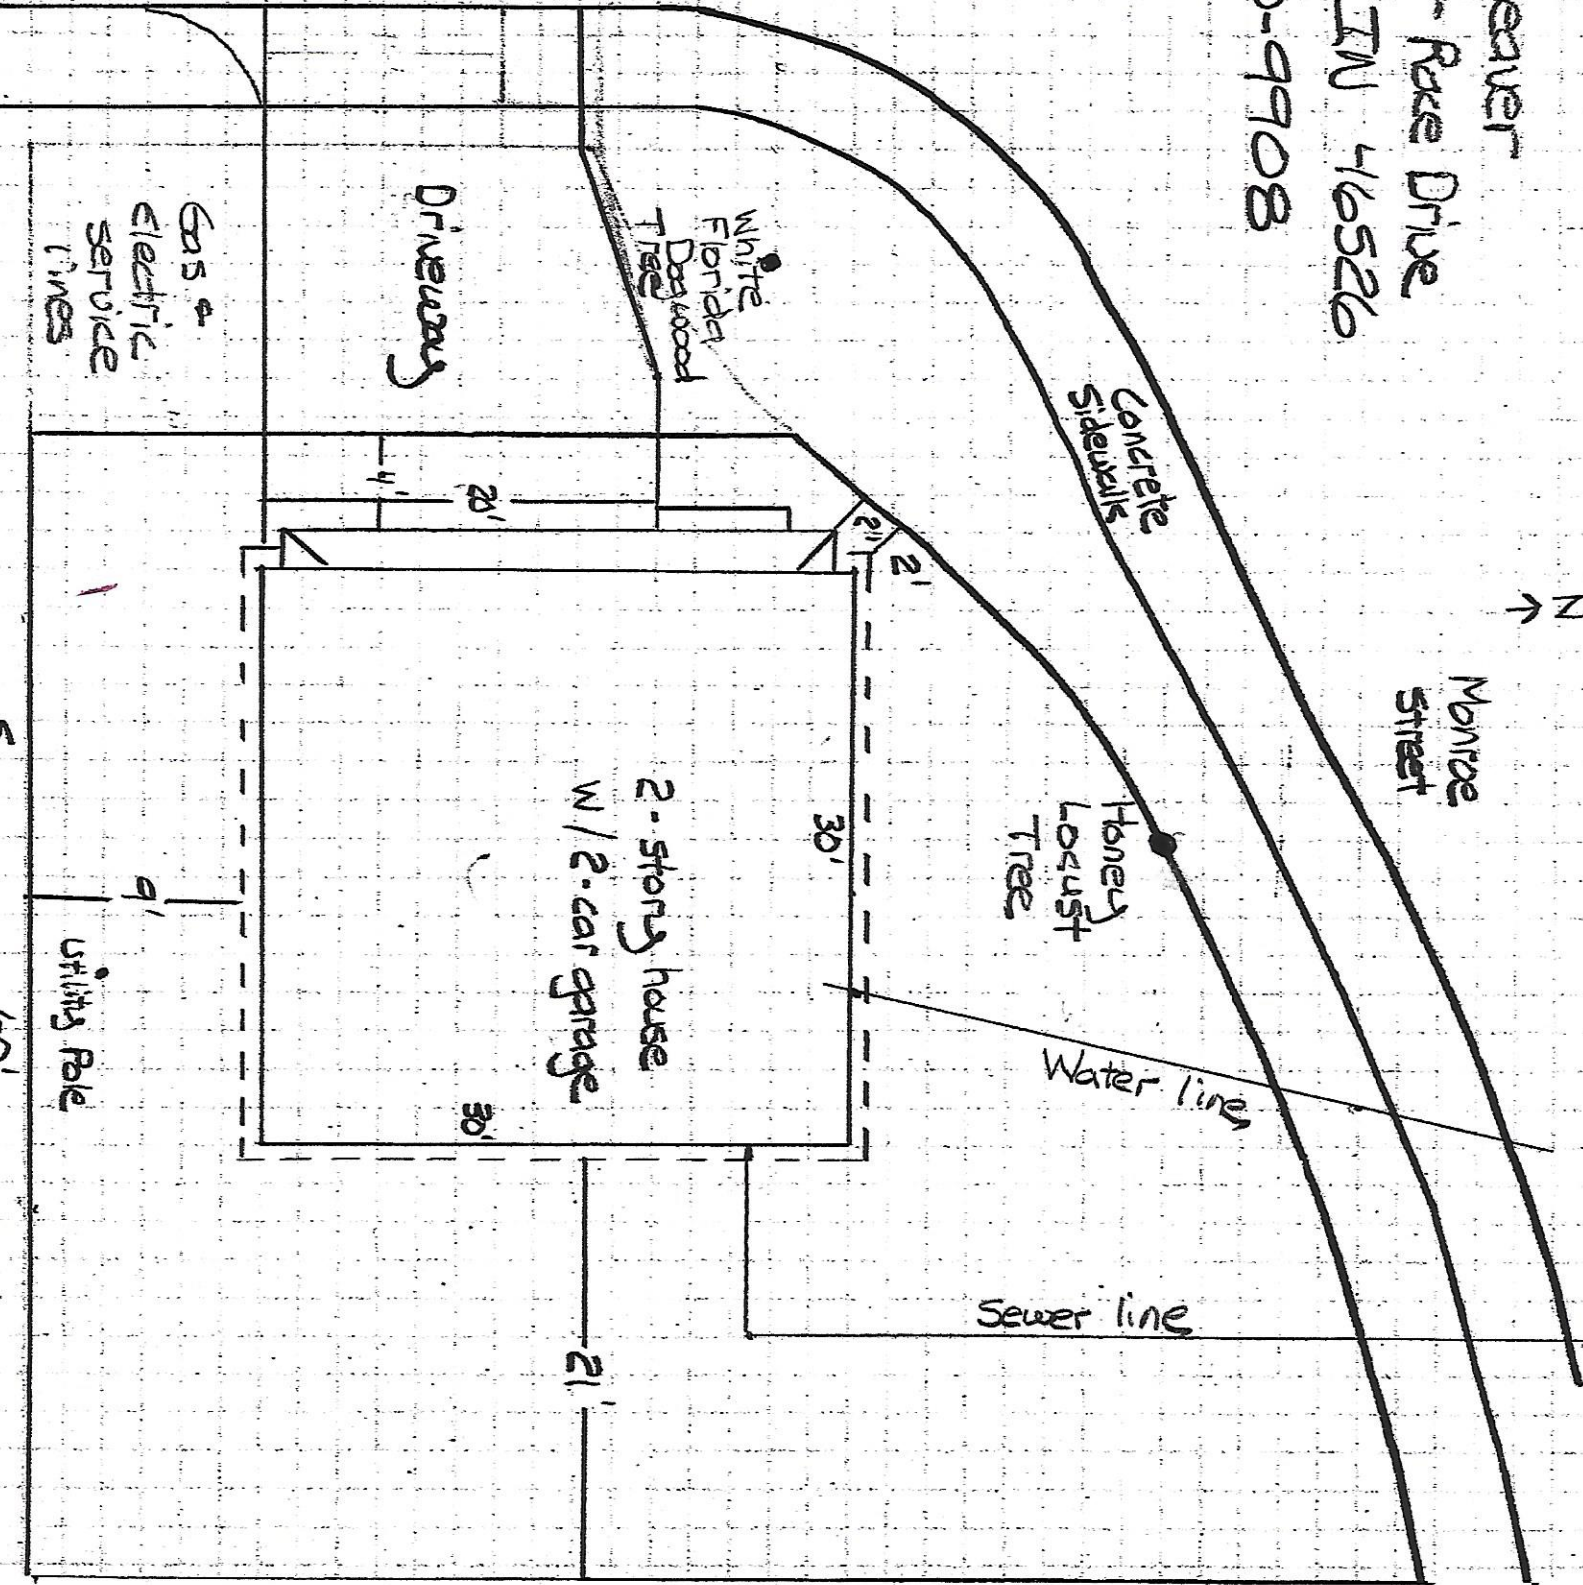 Race Drive
IN 46526
-9908
N
Monroe
Street
Concrete
Sidewalks
White
Florida
Dogwood
Tree
Driveway
Gas &
electric
service
lines
4'
20'
2'
2'
Honey
Locust
Tree
30'
2-story house
W/2-car garage
30'
Water line
9'
Utility Pole
Sewer line
21'